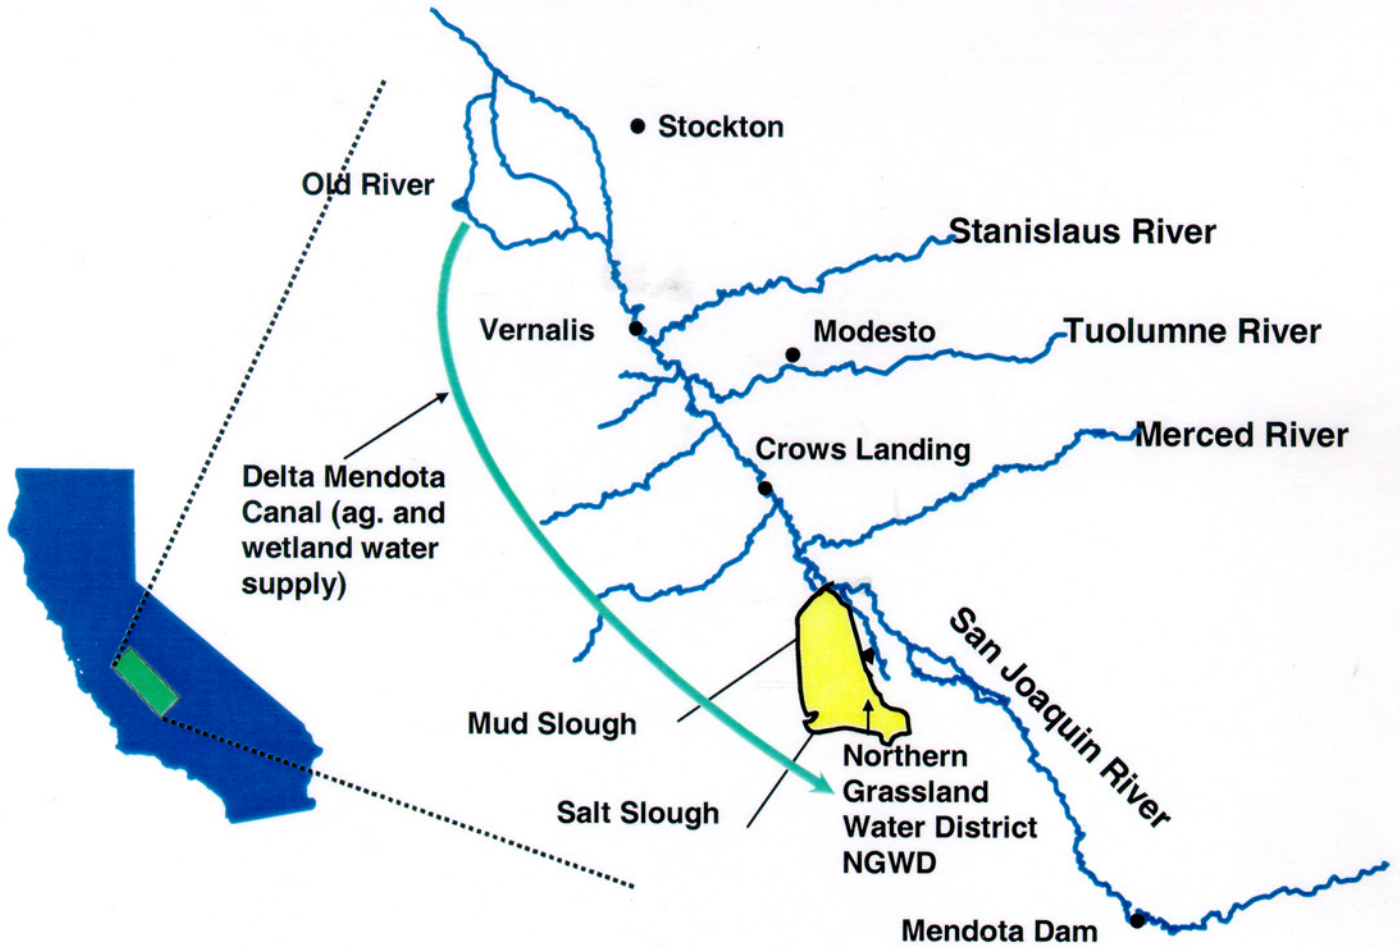 Stockton
Old River
Stanislaus River
Vernalis
Modesto
Tuolumne River
Crows Landing
Merced River
Delta Mendota
Canal (ag. and
wetland water
supply)
San Joaquin River
Mud Slough
Salt Slough
Northern
Grassland
Water District
NGWD
Mendota Dam